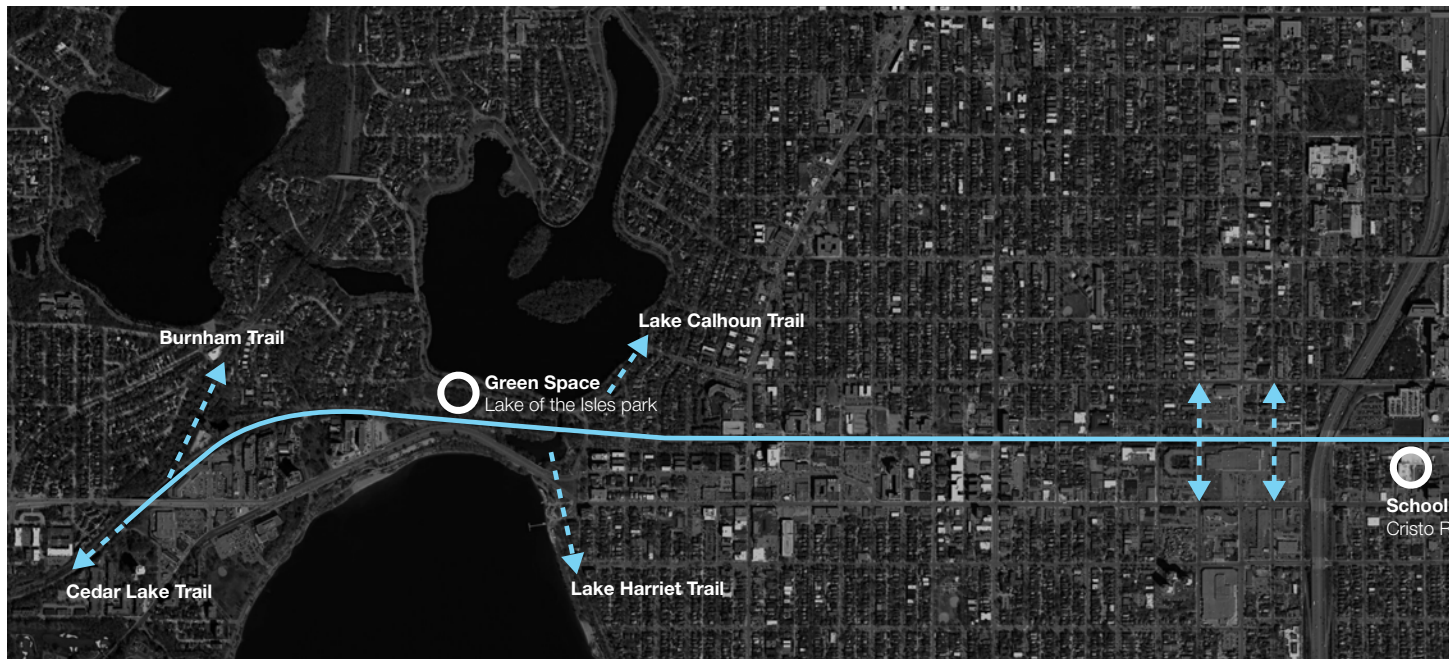 Burnham Trail
Lake Calhoun Trail
Green Space
Lake of the Isles park
School
Cristo
Cedar Lake Trail
Lake Harriet Trail